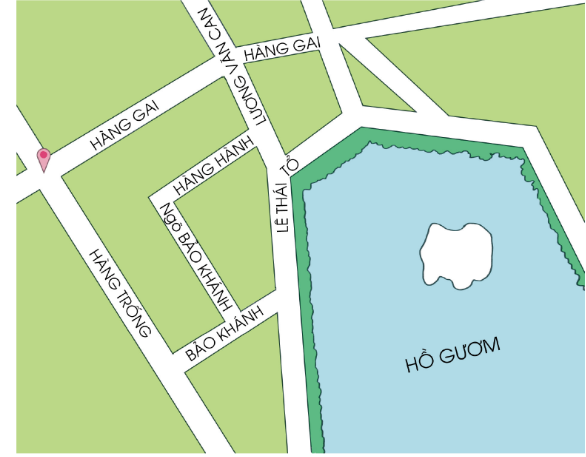 LƯƠNG VĂN CAN
HÀNG GAI
HÀNG GAI
HÀNG HÀNH
LÊ THÁI TỔ
Ngõ BẢO KHÁNH
HÀNG TRỐNG
BẢO KHÁNH
HỒ GƯƠM